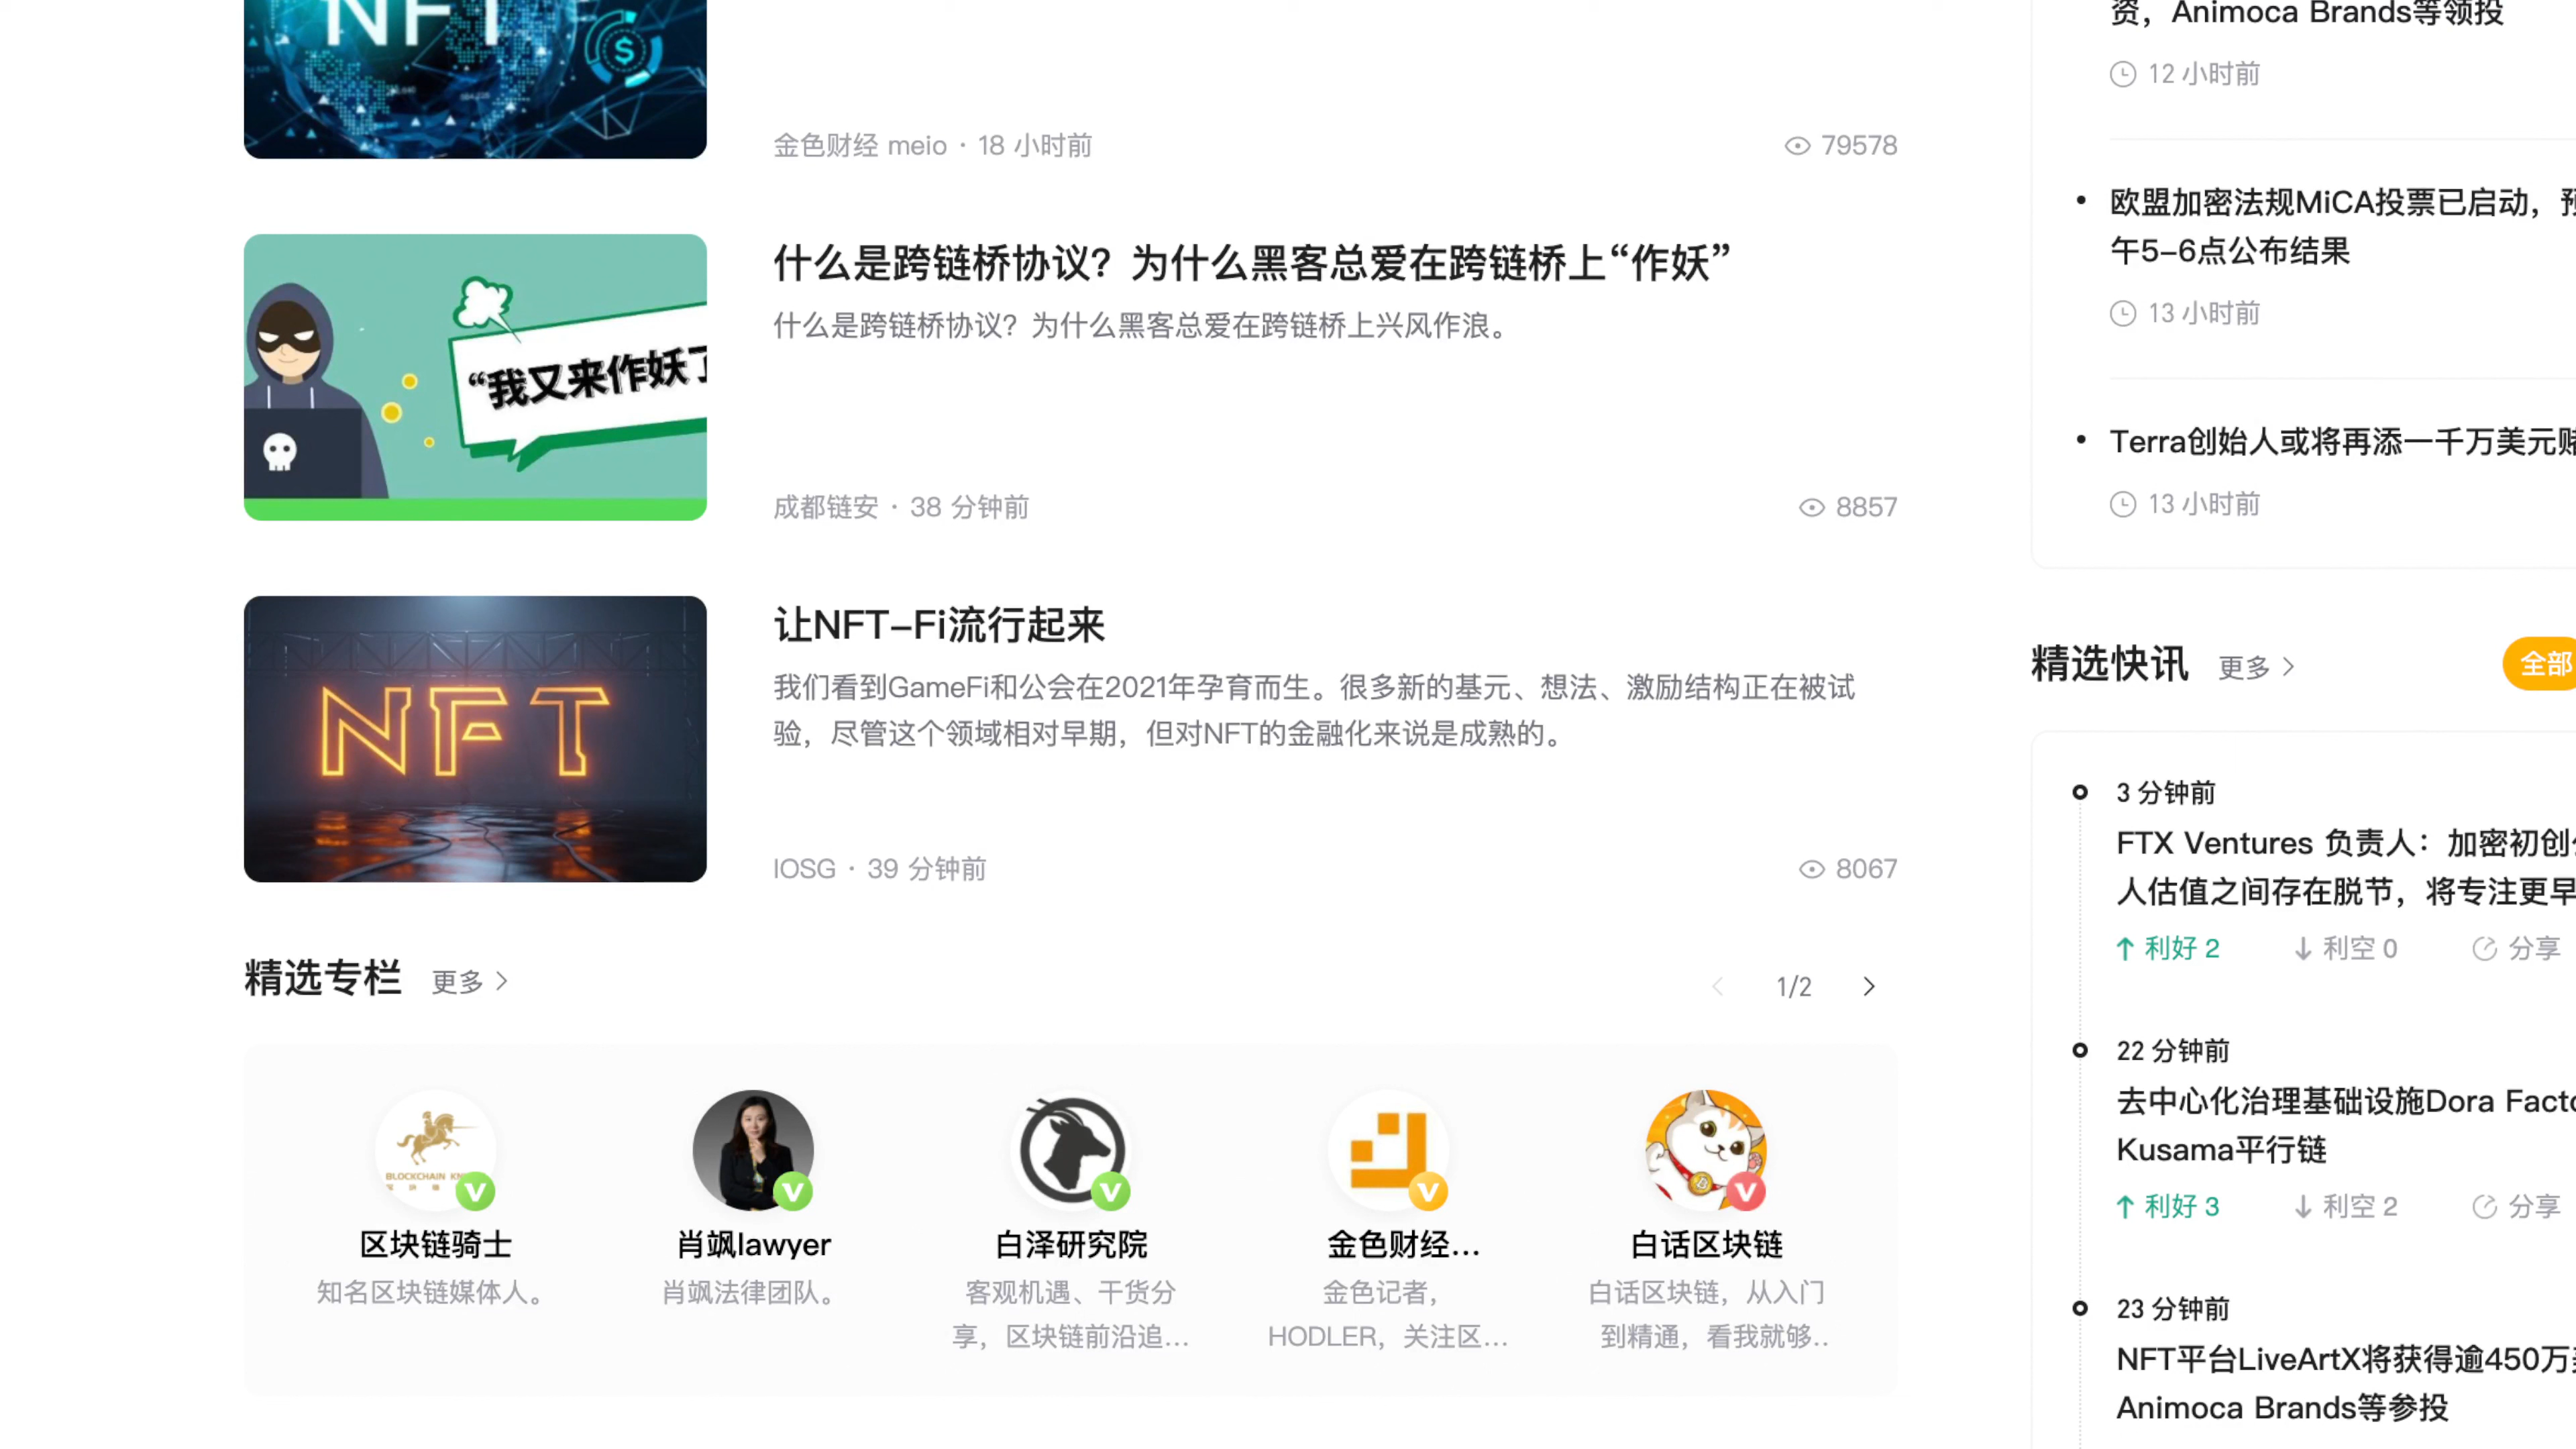 NFT
金色财经 meio · 18 小时前
79578
什么是跨链桥协议？为什么黑客总爱在跨链桥上“作妖”
什么是跨链桥协议？为什么黑客总爱在跨链桥上兴风作浪。
“我又来作妖了
成都链安 · 38 分钟前
8857
NFT
让NFT-Fi流行起来
我们看到GameFi和公会在2021年孕育而生。很多新的基元、想法、激励结构正在被试
验，尽管这个领域相对早期，但对NFT的金融化来说是成熟的。
IOSG · 39 分钟前
8067
精选专栏 更多
1/2
BLOCKCHAIN
区块链骑士
知名区块链媒体人。
肖飒lawyer
肖飒法律团队。
白泽研究院
客观机遇、干货分
享，区块链前沿追...
金色财经...
金色记者，
HODLER，关注区...
白话区块链
白话区块链，从入门
到精通，看我就够..
资，Animoca Brands等领投
12 小时前
欧盟加密法规MiCA投票已启动，
午5-6点公布结果
13 小时前
Terra创始人或将再添一千万美元
13 小时前
精选快讯 更多
全部
3 分钟前
FTX Ventures 负责人：加密初创
人估值之间存在脱节，将专注更早
利好 2 利空 0 分享
22 分钟前
去中心化治理基础设施Dora Facto
Kusama平行链
利好 3 利空 2 分享
23 分钟前
NFT平台LiveArtX将获得逾450万
Animoca Brands等参投